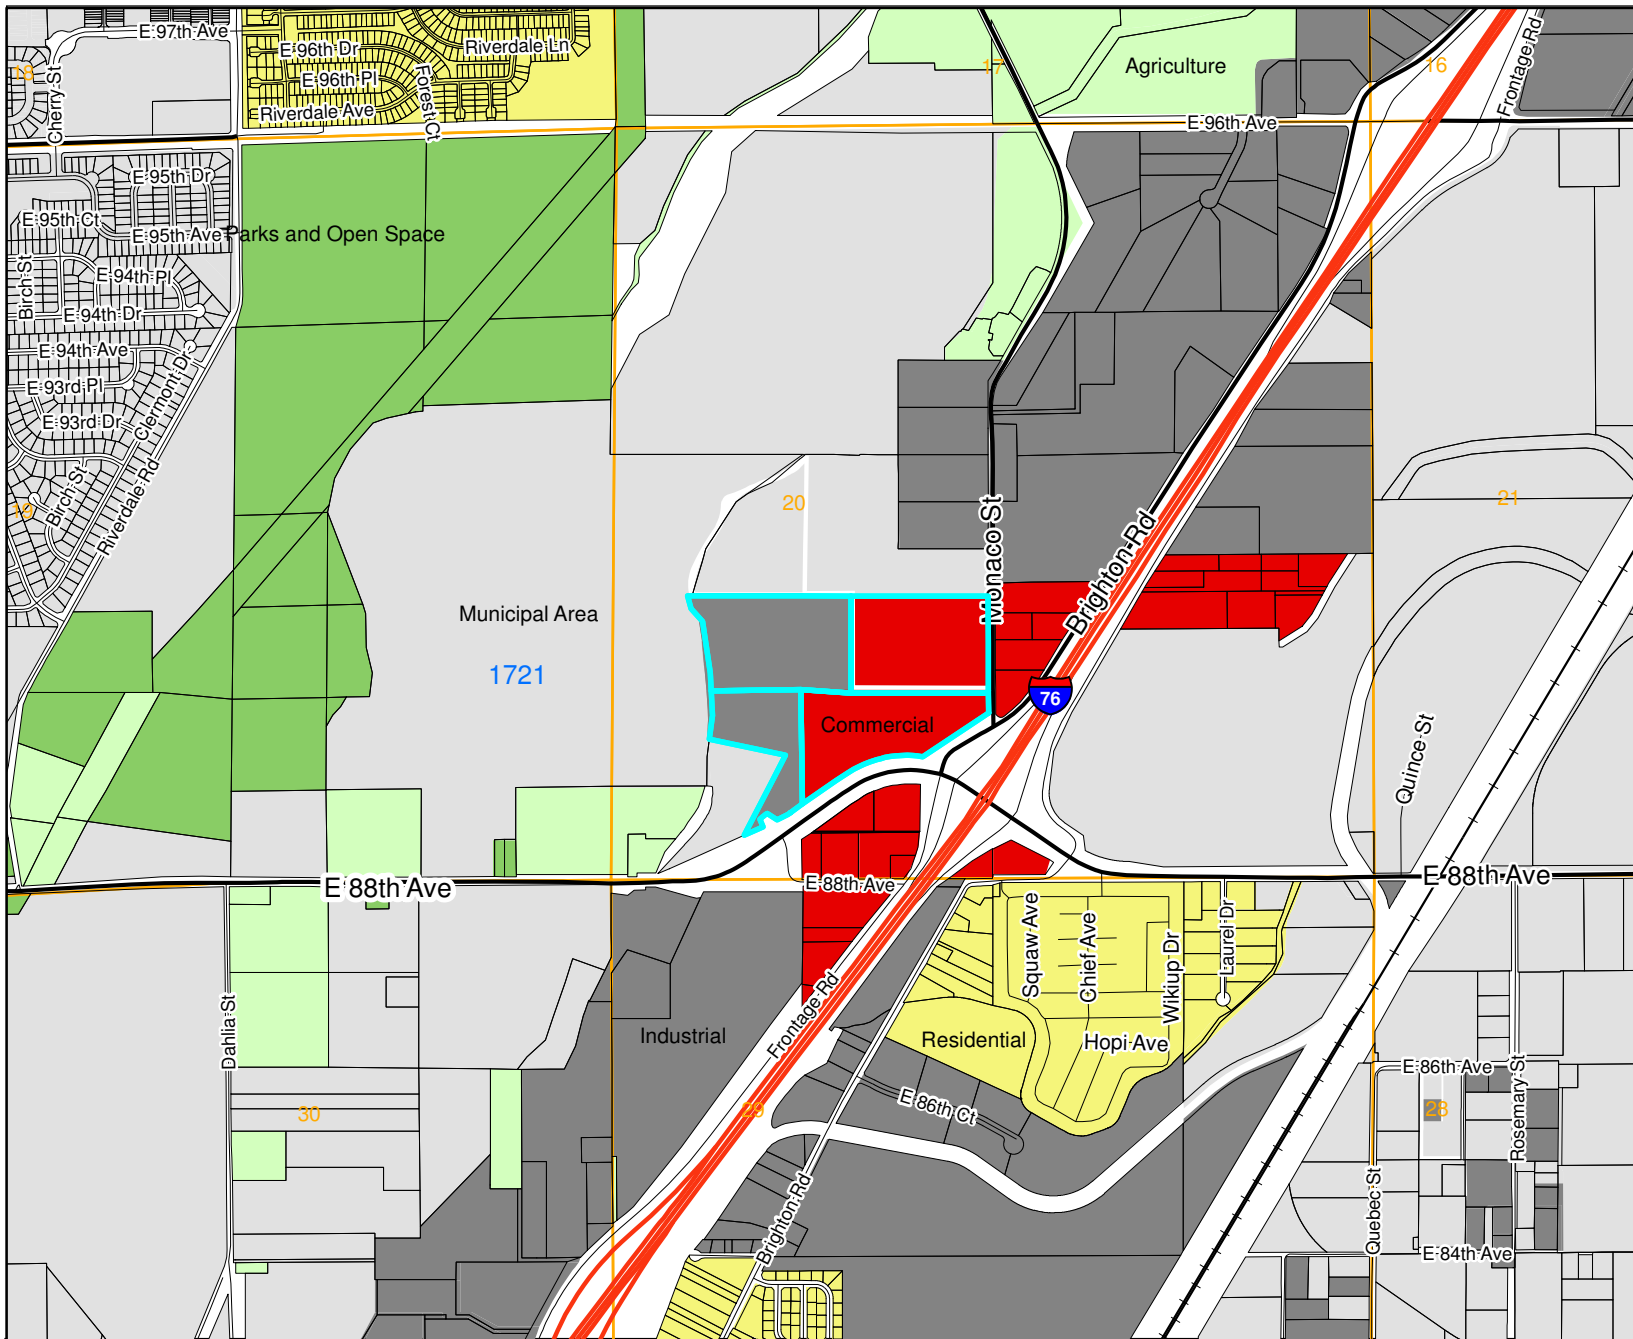 E 97th Ave
E 96th Dr
Riverdale Ln
E 96th Pl
Forest Ct
Riverdale Ave
Cherry St
18
17
Agriculture
16
Frontage Rd
E 96th Ave
E 95th Dr
E 95th Ct
E 95th Ave
Parks and Open Space
Birch St
E 94th Pl
E 94th Dr
E 94th Ave
E 93rd Pl
E 93rd Dr
Clermont Dr
Birch St
Riverdale Rd
19
20
21
Monaco St
Brighton Rd
Municipal Area
1721
Commercial
76
Quince St
E 88th Ave
E 88th Ave
E 88th Ave
Squaw Ave
Chief Ave
Wikiup Dr
Laurel Dr
Hopi Ave
Residential
Industrial
Frontage Rd
Dahlia St
30
29
E 86th Ct
E 86th Ave
28
Rosemary St
Quebec St
E 84th Ave
Brighton Rd